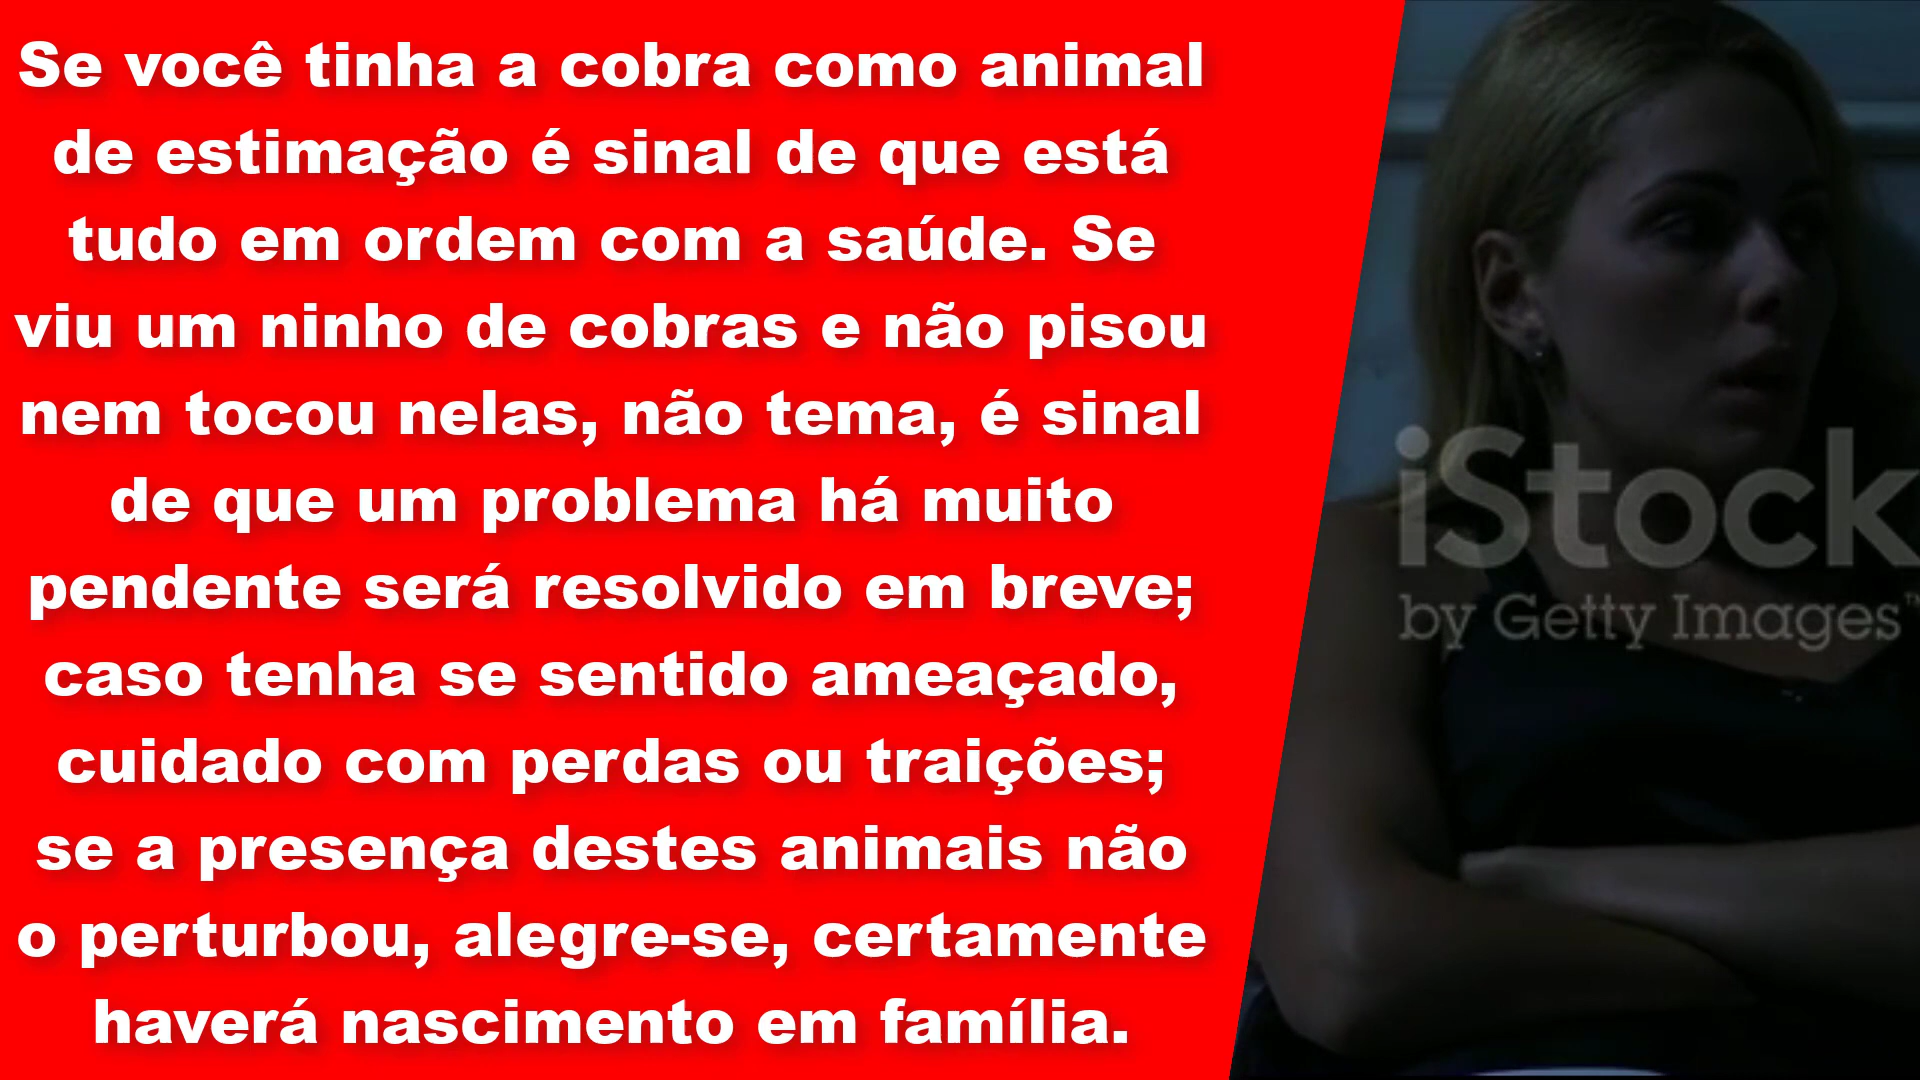 Se você tinha a cobra como animal
de estimação é sinal de que está
tudo em ordem com a saúde. Se
viu um ninho de cobras e não pisou
nem tocou nelas, não tema, é sinal
de que um problema há muito
pendente será resolvido em breve;
caso tenha se sentido ameaçado,
cuidado com perdas ou traições;
se a presença destes animais não
o perturbou, alegre-se, certamente
haverá nascimento em família.
iStock
by Getty Images™